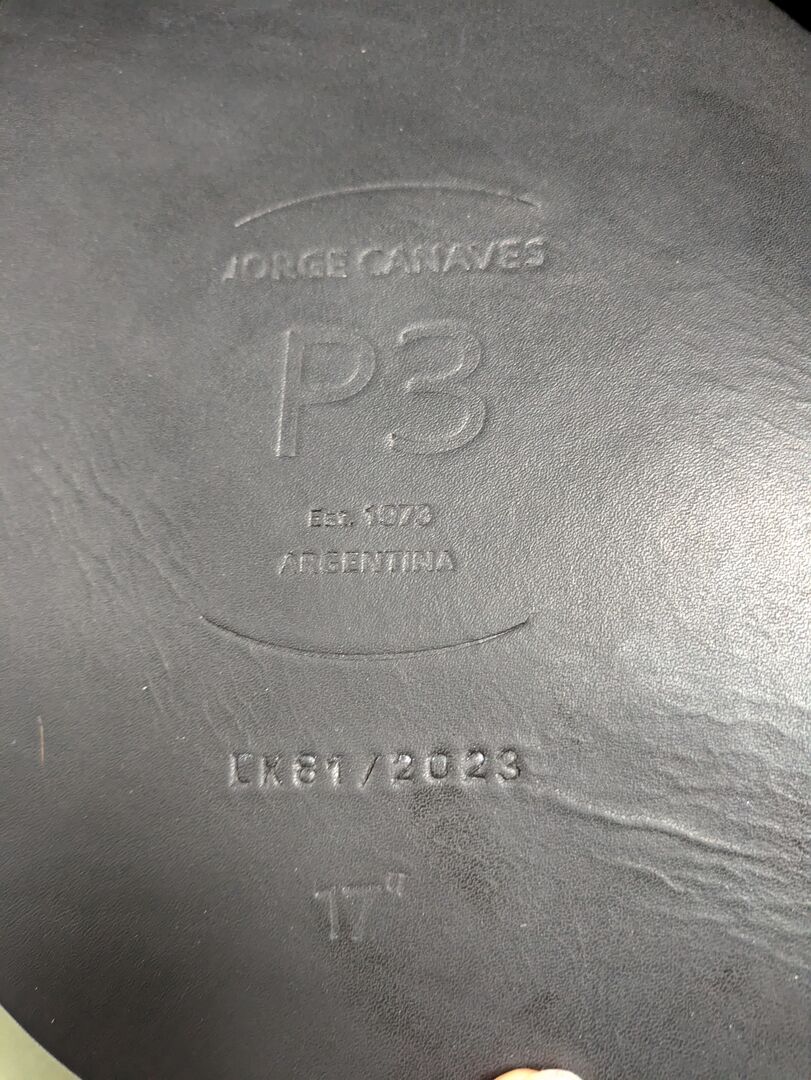 JORGE CANAVES
P3
Est. 1973
ARGENTINA
EK81/2023
17"